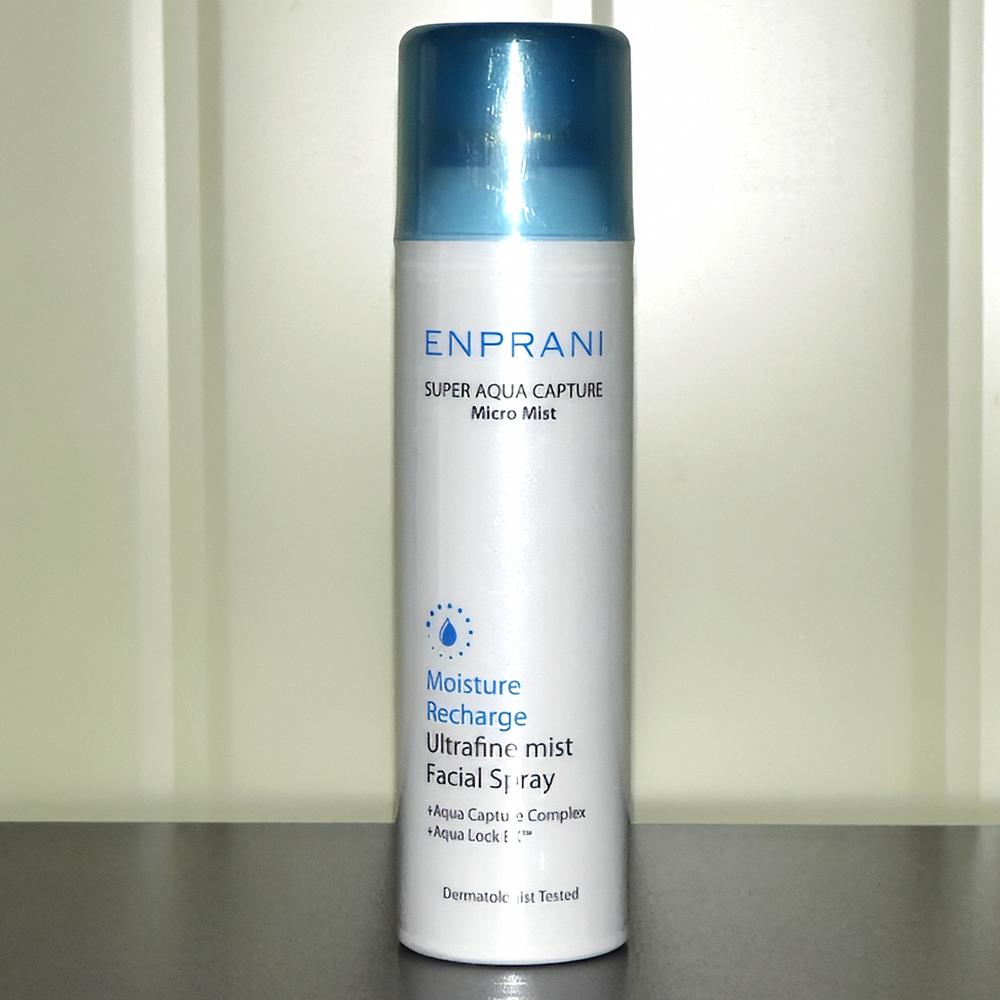 ENPRANI
SUPER AQUA CAPTURE
Micro Mist
Moisture
Recharge
Ultrafine mist
Facial Spray
+Aqua Capture Complex
+Aqua Lock EX™
Dermatologist Tested